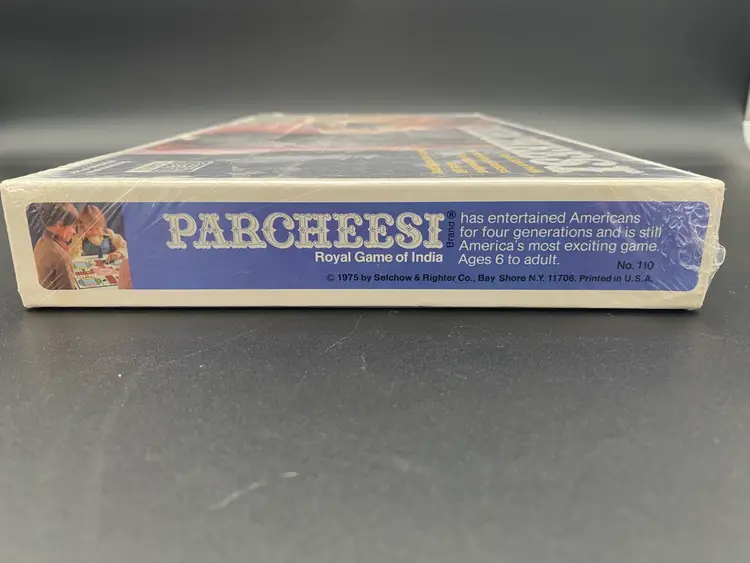 PARCHEESI ®
Brand
Royal Game of India
has entertained Americans
for four generations and is still
America's most exciting game.
Ages 6 to adult.
No. 110
© 1975 by Selchow & Righter Co., Bay Shore N.Y. 11706. Printed in U.S.A.